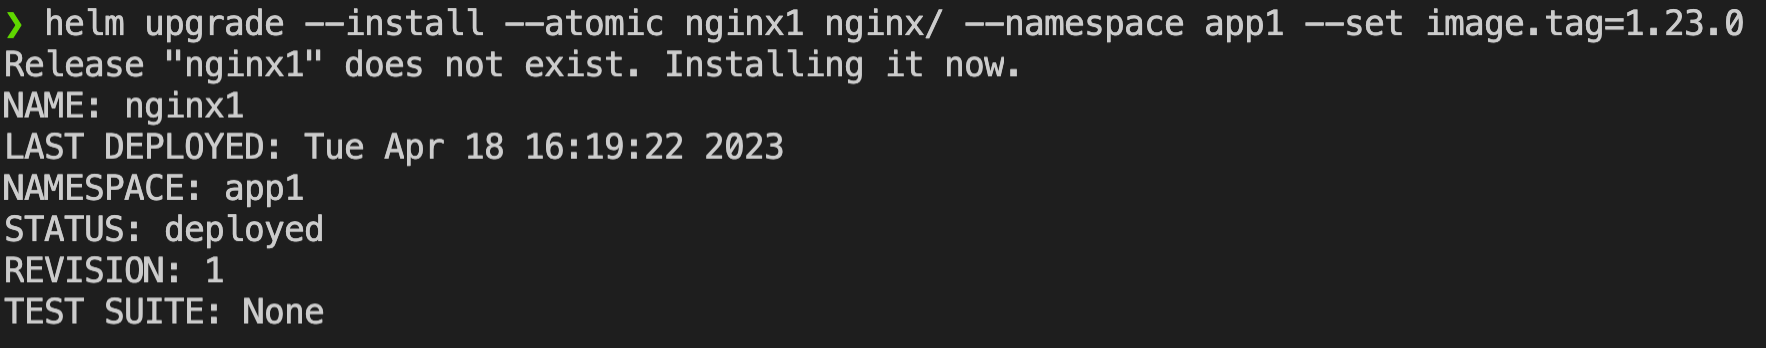 ❯ helm upgrade --install --atomic nginx1 nginx/ --namespace app1 --set image.tag=1.23.0
Release "nginx1" does not exist. Installing it now.
NAME: nginx1
LAST DEPLOYED: Tue Apr 18 16:19:22 2023
NAMESPACE: app1
STATUS: deployed
REVISION: 1
TEST SUITE: None